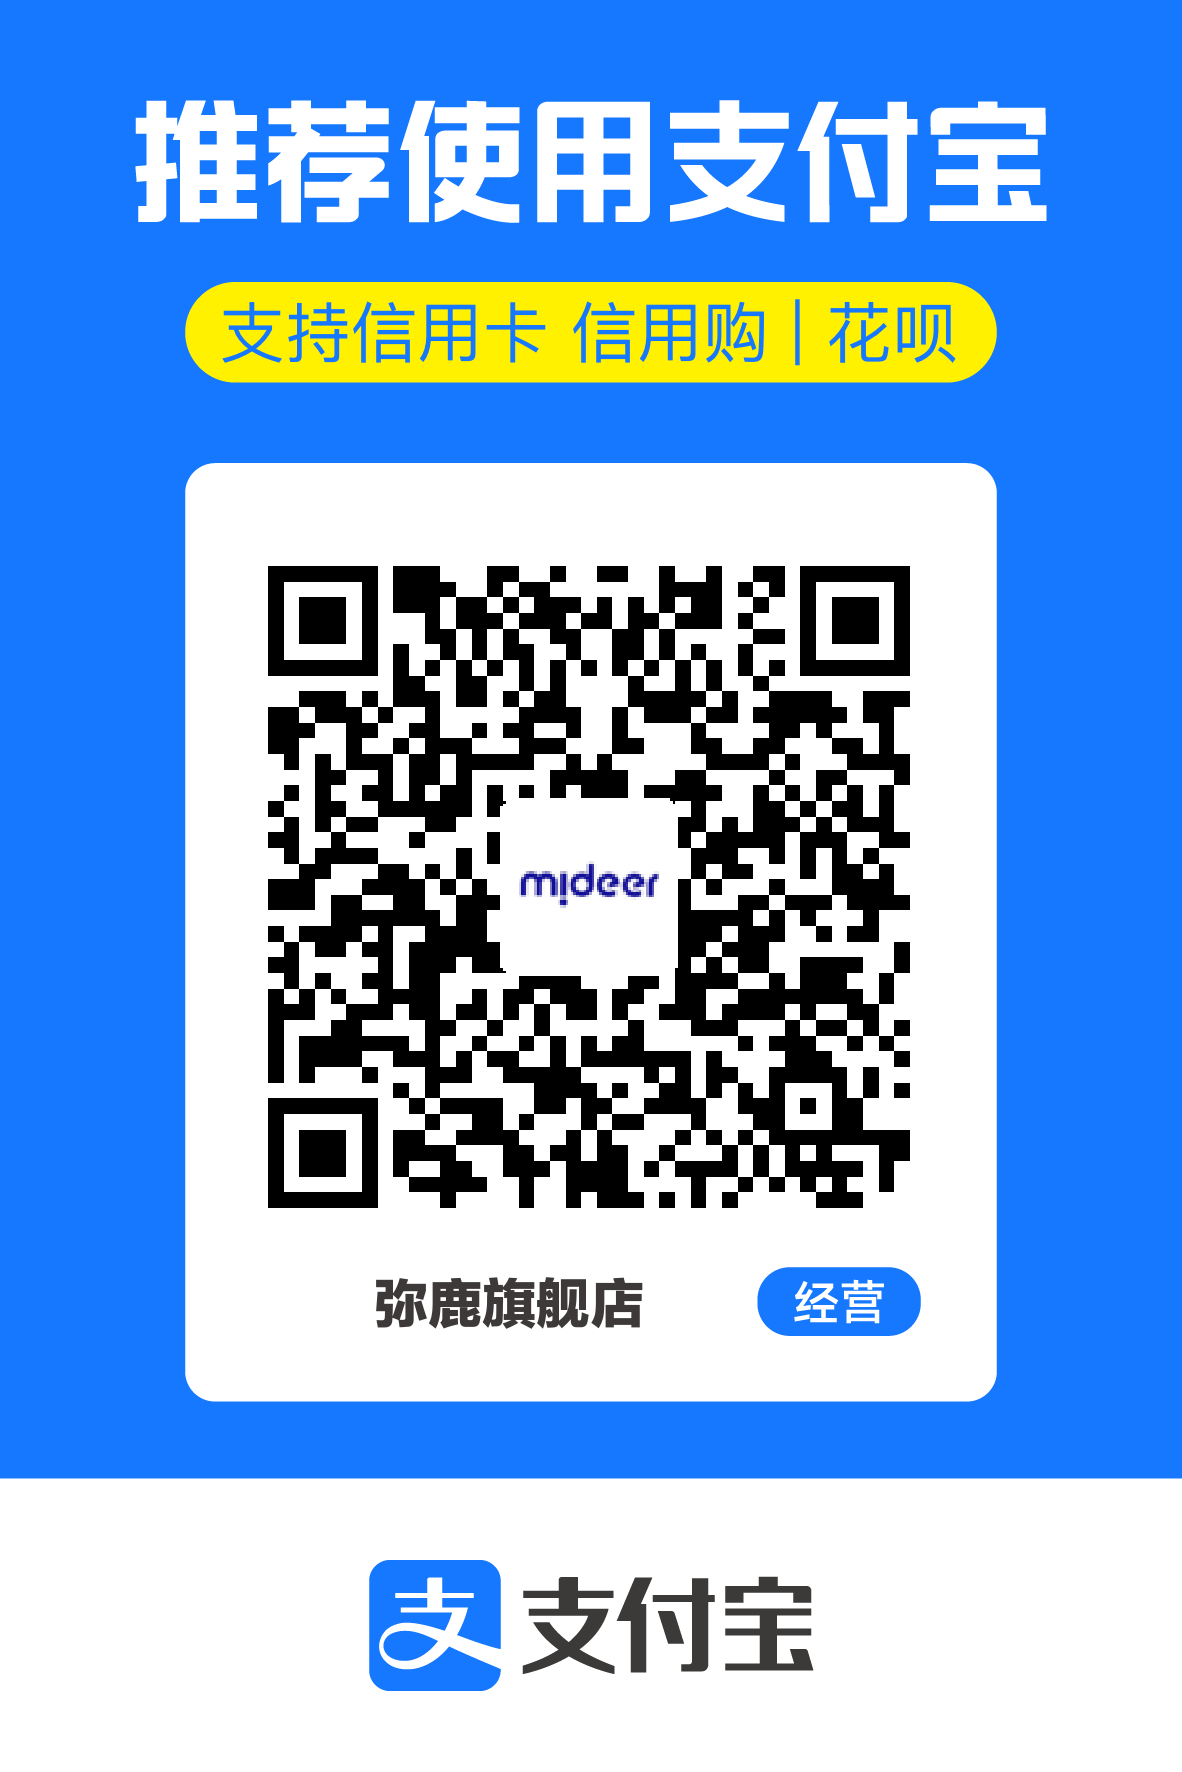 推荐使用支付宝
支持信用卡 信用购｜花呗
mideer
弥鹿旗舰店
经营
支 支付宝